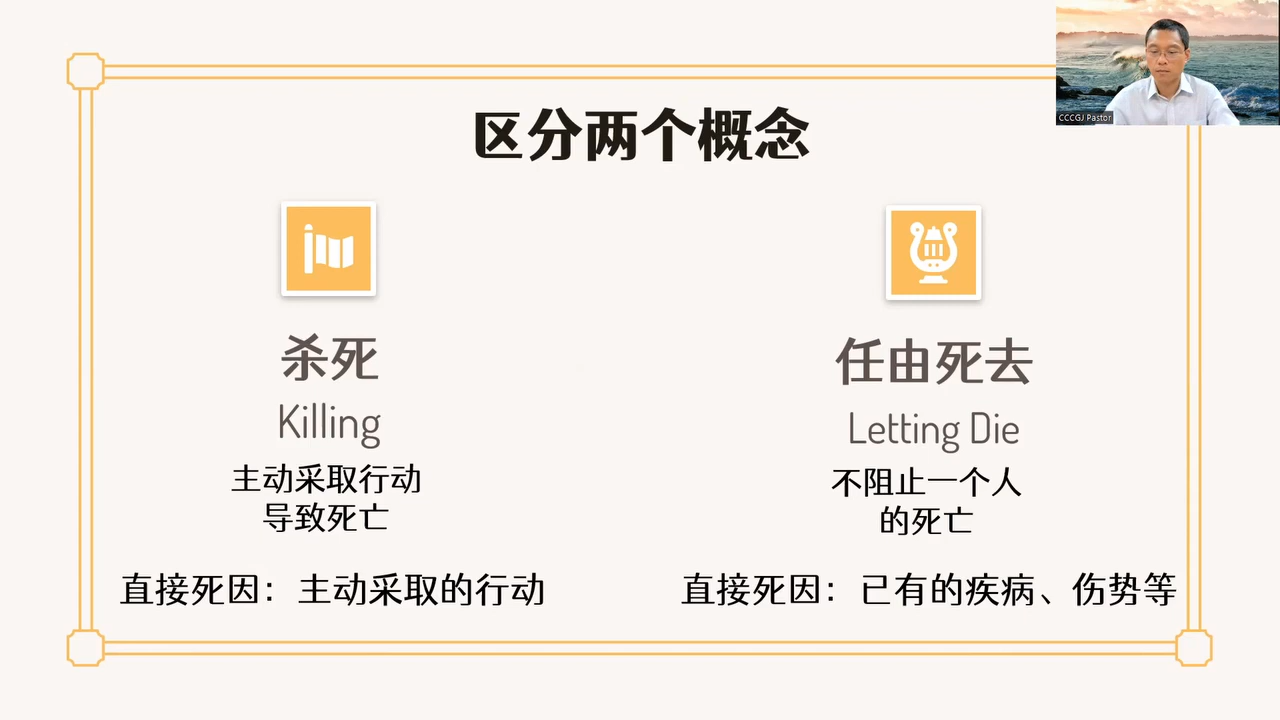 区分两个概念
CCCGJ Pastor
杀死
Killing
主动采取行动
导致死亡
直接死因：主动采取的行动
任由死去
Letting Die
不阻止一个人
的死亡
直接死因：已有的疾病、伤势等